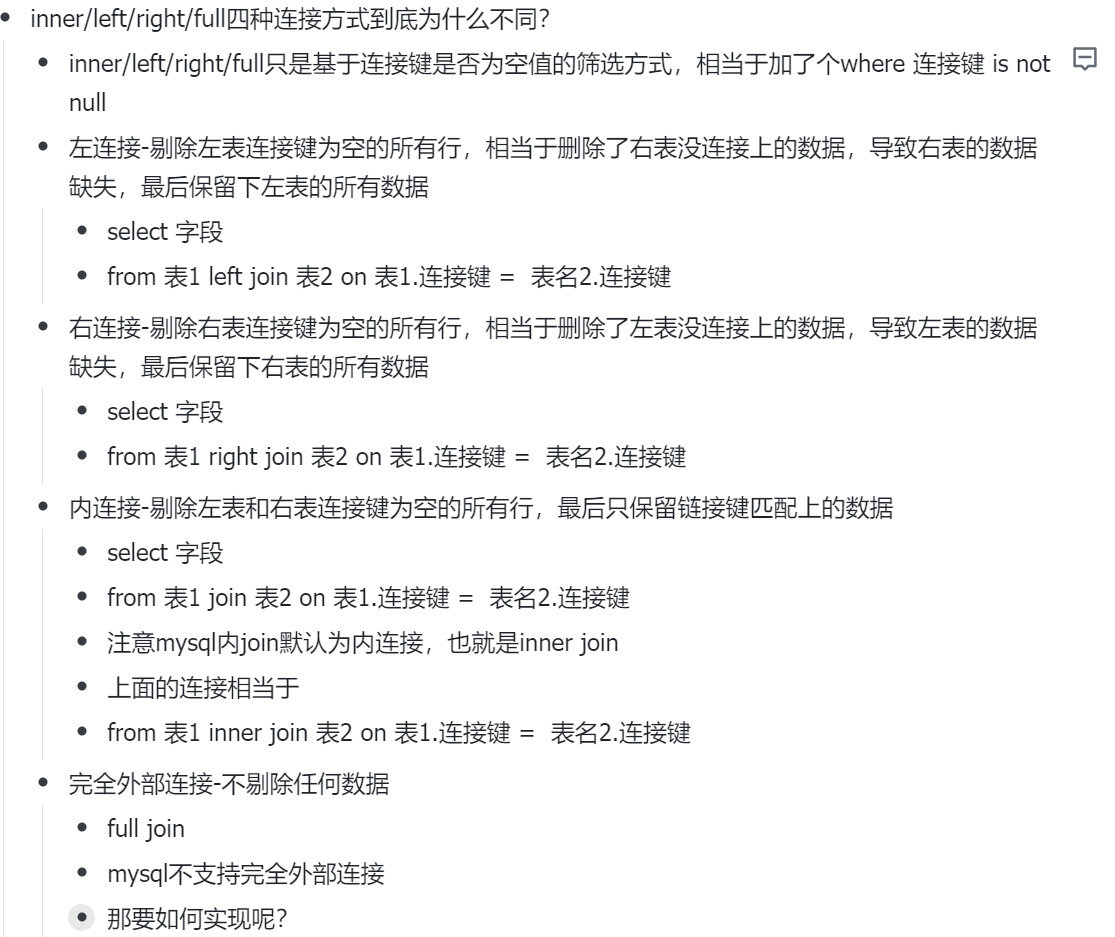 inner/left/right/full四种连接方式到底为什么不同？
inner/left/right/full只是基于连接键是否为空值的筛选方式，相当于加了个where 连接键 is not
null
左连接-剔除左表连接键为空的所有行，相当于删除了右表没连接上的数据，导致右表的数据
缺失，最后保留下左表的所有数据
select 字段
from 表1 left join 表2 on 表1.连接键 = 表名2.连接键
右连接-剔除右表连接键为空的所有行，相当于删除了左表没连接上的数据，导致左表的数据
缺失，最后保留下右表的所有数据
select 字段
from 表1 right join 表2 on 表1.连接键 = 表名2.连接键
内连接-剔除左表和右表连接键为空的所有行，最后只保留链接键匹配上的数据
select 字段
from 表1 join 表2 on 表1.连接键 = 表名2.连接键
注意mysql内join默认为内连接，也就是inner join
上面的连接相当于
from 表1 inner join 表2 on 表1.连接键 = 表名2.连接键
完全外部连接-不剔除任何数据
full join
mysql不支持完全外部连接
那要如何实现呢？